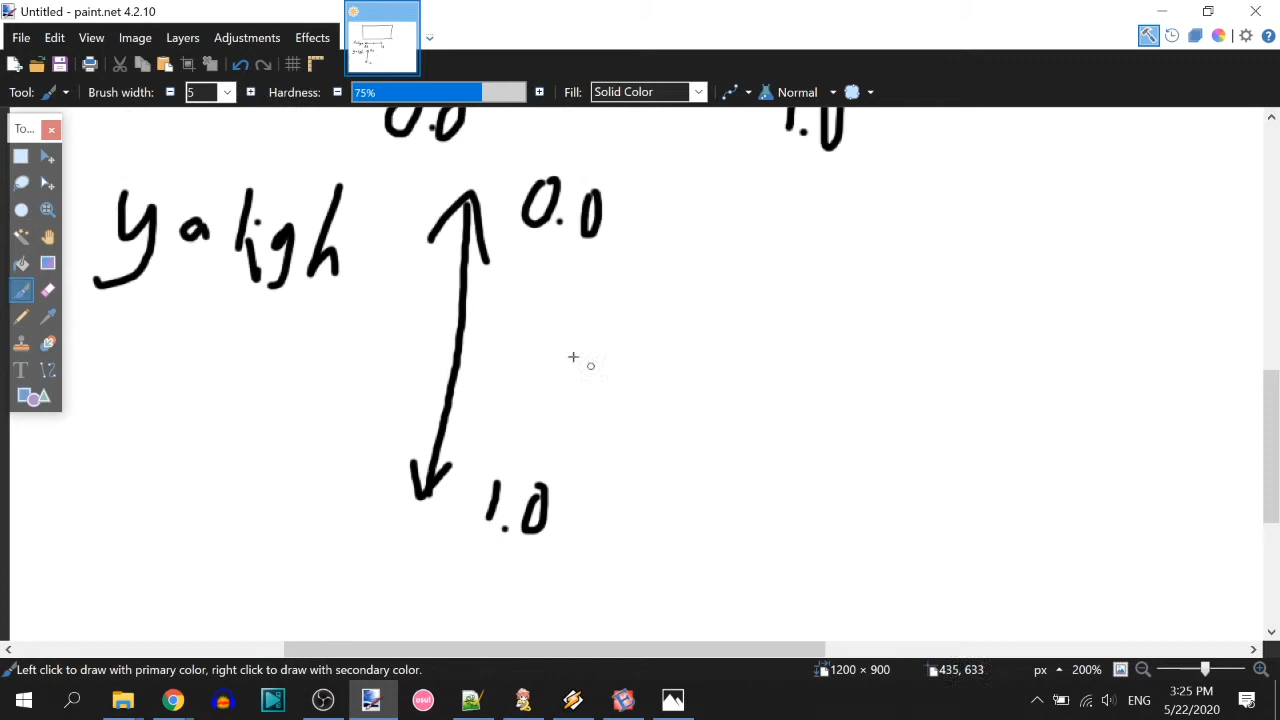 Untitled - paint.net 4.2.10
File Edit View Image Layers Adjustments Effects
Tool: Brush width: 5 Hardness: 75% Fill: Solid Color Normal
To...
0.0 1.0
y a ligh 0.0
1.0
Left click to draw with primary color, right click to draw with secondary color. 1200 × 900 435, 633 px 200%
osu! ENG 3:25 PM
5/22/2020